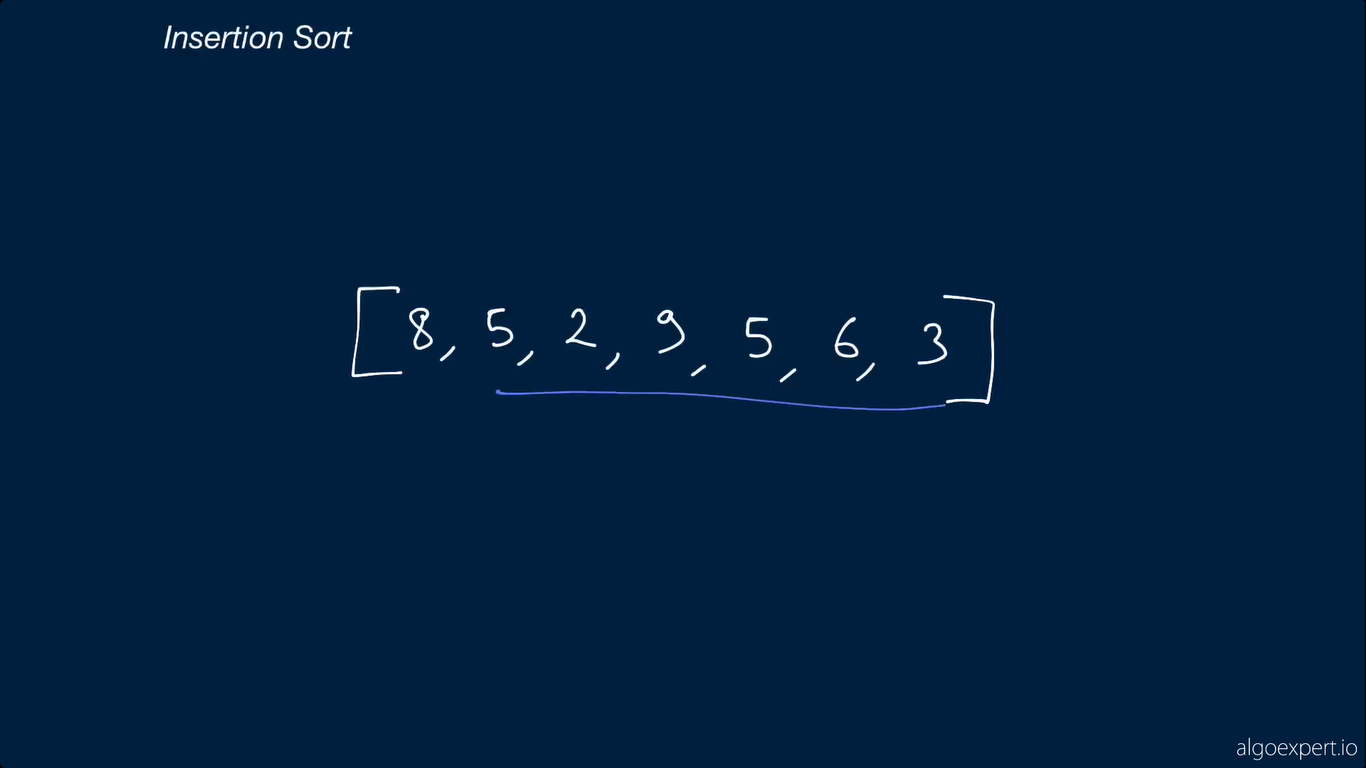 Insertion Sort
[8, 5, 2, 9, 5, 6, 3]
algoexpert.io